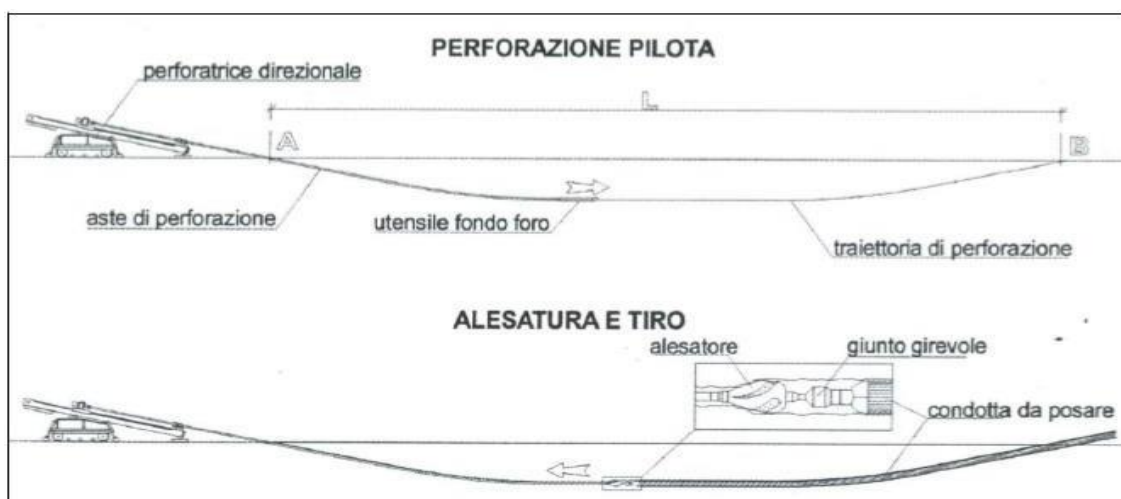 PERFORAZIONE PILOTA
perforatrice direzionale
L
A
B
aste di perforazione
utensile fondo foro
traiettoria di perforazione
ALESATURA E TIRO
alesatore
giunto girevole
condotta da posare